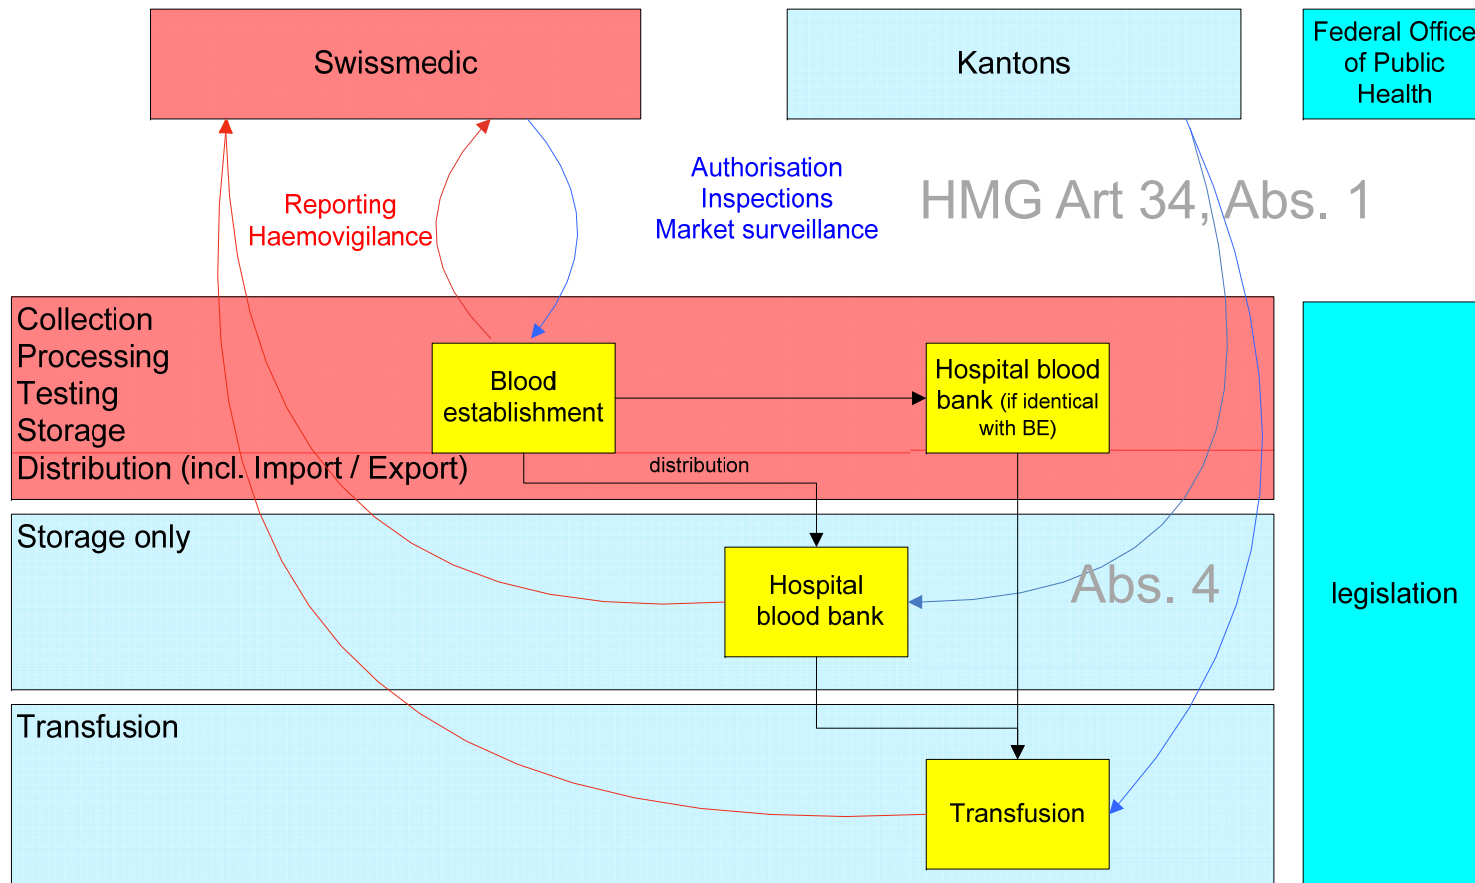 Swissmedic
Kantons
Federal Office
of Public
Health
Authorisation
Inspections
Market surveillance
HMG Art 34, Abs. 1
Reporting
Haemovigilance
Collection
Processing
Testing
Storage
Distribution (incl. Import / Export)
Blood
establishment
Hospital blood
bank (if identical
with BE)
distribution
Storage only
Hospital
blood bank
Abs. 4
legislation
Transfusion
Transfusion